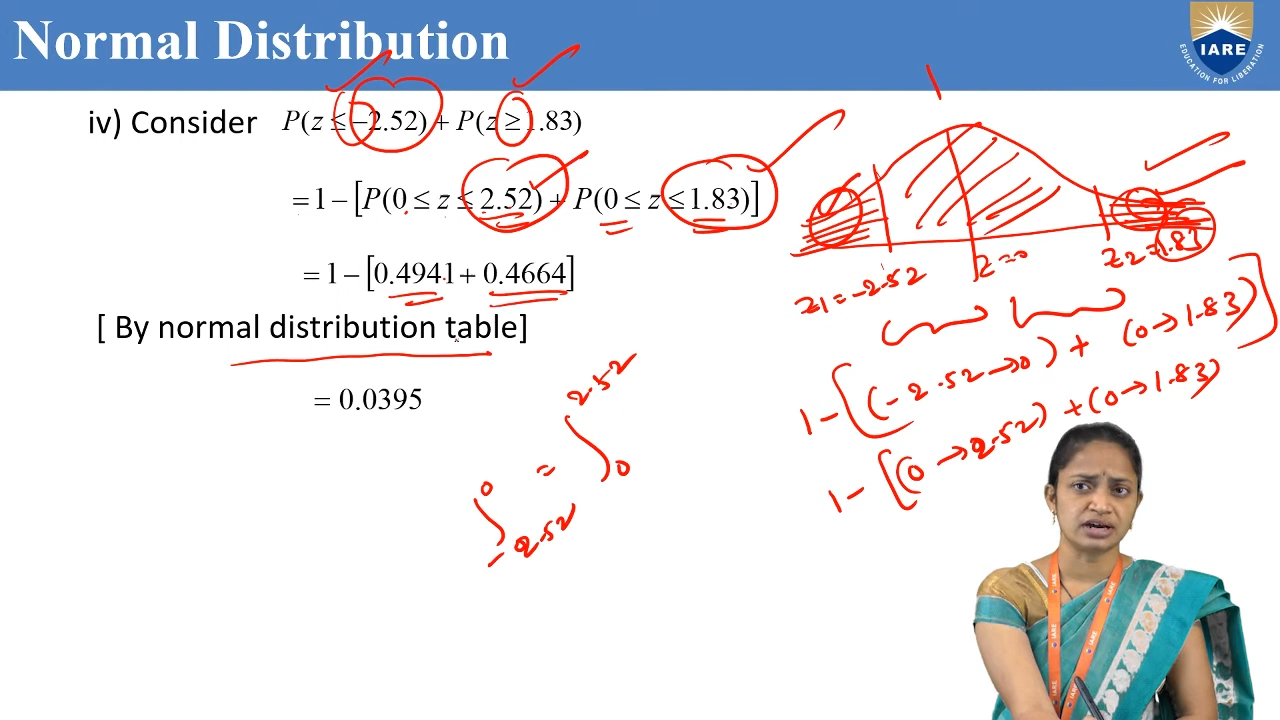 Normal Distribution
IARE
EDUCATION FOR LIBERATION
iv) Consider P(z ≤ −2.52) + P(z ≥ 1.83)
= 1 − [P(0 ≤ z ≤ 2.52) + P(0 ≤ z ≤ 1.83)]
= 1 − [0.4941 + 0.4664]
[ By normal distribution table]
= 0.0395
∫ 0 −2.52 = ∫ 2.52 0
1
z1 = −2.52 z=0 z2 = 1.83
1 − [(−2.52→0) + (0→1.83)]
1 − [(0→2.52) + (0→1.83)
IARE
IARE